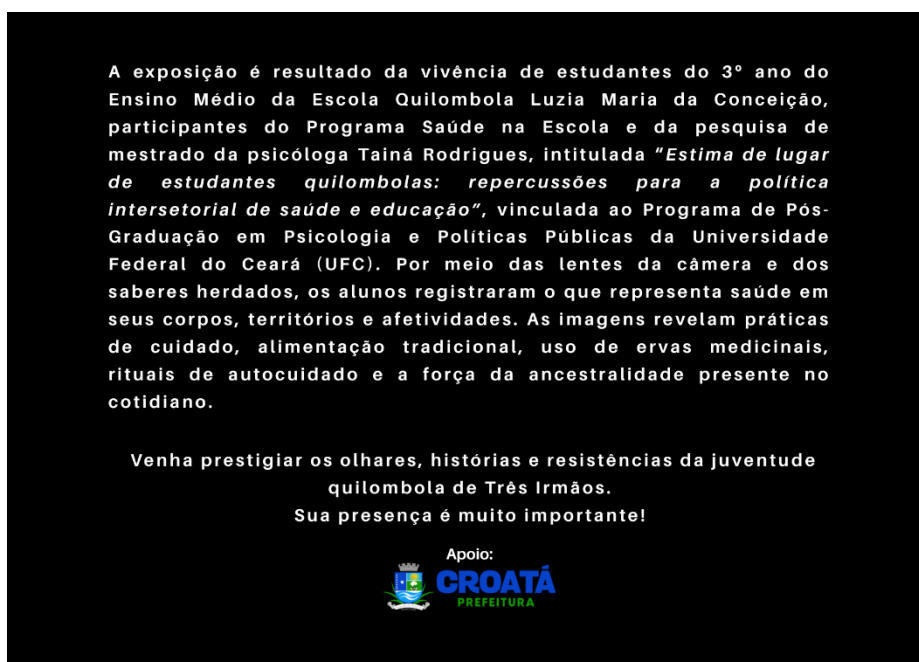 A exposição é resultado da vivência de estudantes do 3º ano do
Ensino Médio da Escola Quilombola Luzia Maria da Conceição,
participantes do Programa Saúde na Escola e da pesquisa de
mestrado da psicóloga Tainá Rodrigues, intitulada "Estima de lugar
de estudantes quilombolas: repercussões para a política
intersetorial de saúde e educação", vinculada ao Programa de Pós-
Graduação em Psicologia e Políticas Públicas da Universidade
Federal do Ceará (UFC). Por meio das lentes da câmera e dos
saberes herdados, os alunos registraram o que representa saúde em
seus corpos, territórios e afetividades. As imagens revelam práticas
de cuidado, alimentação tradicional, uso de ervas medicinais,
rituais de autocuidado e a força da ancestralidade presente no
cotidiano.
Venha prestigiar os olhares, histórias e resistências da juventude
quilombola de Três Irmãos.
Sua presença é muito importante!
Apoio:
CROATÁ
PREFEITURA